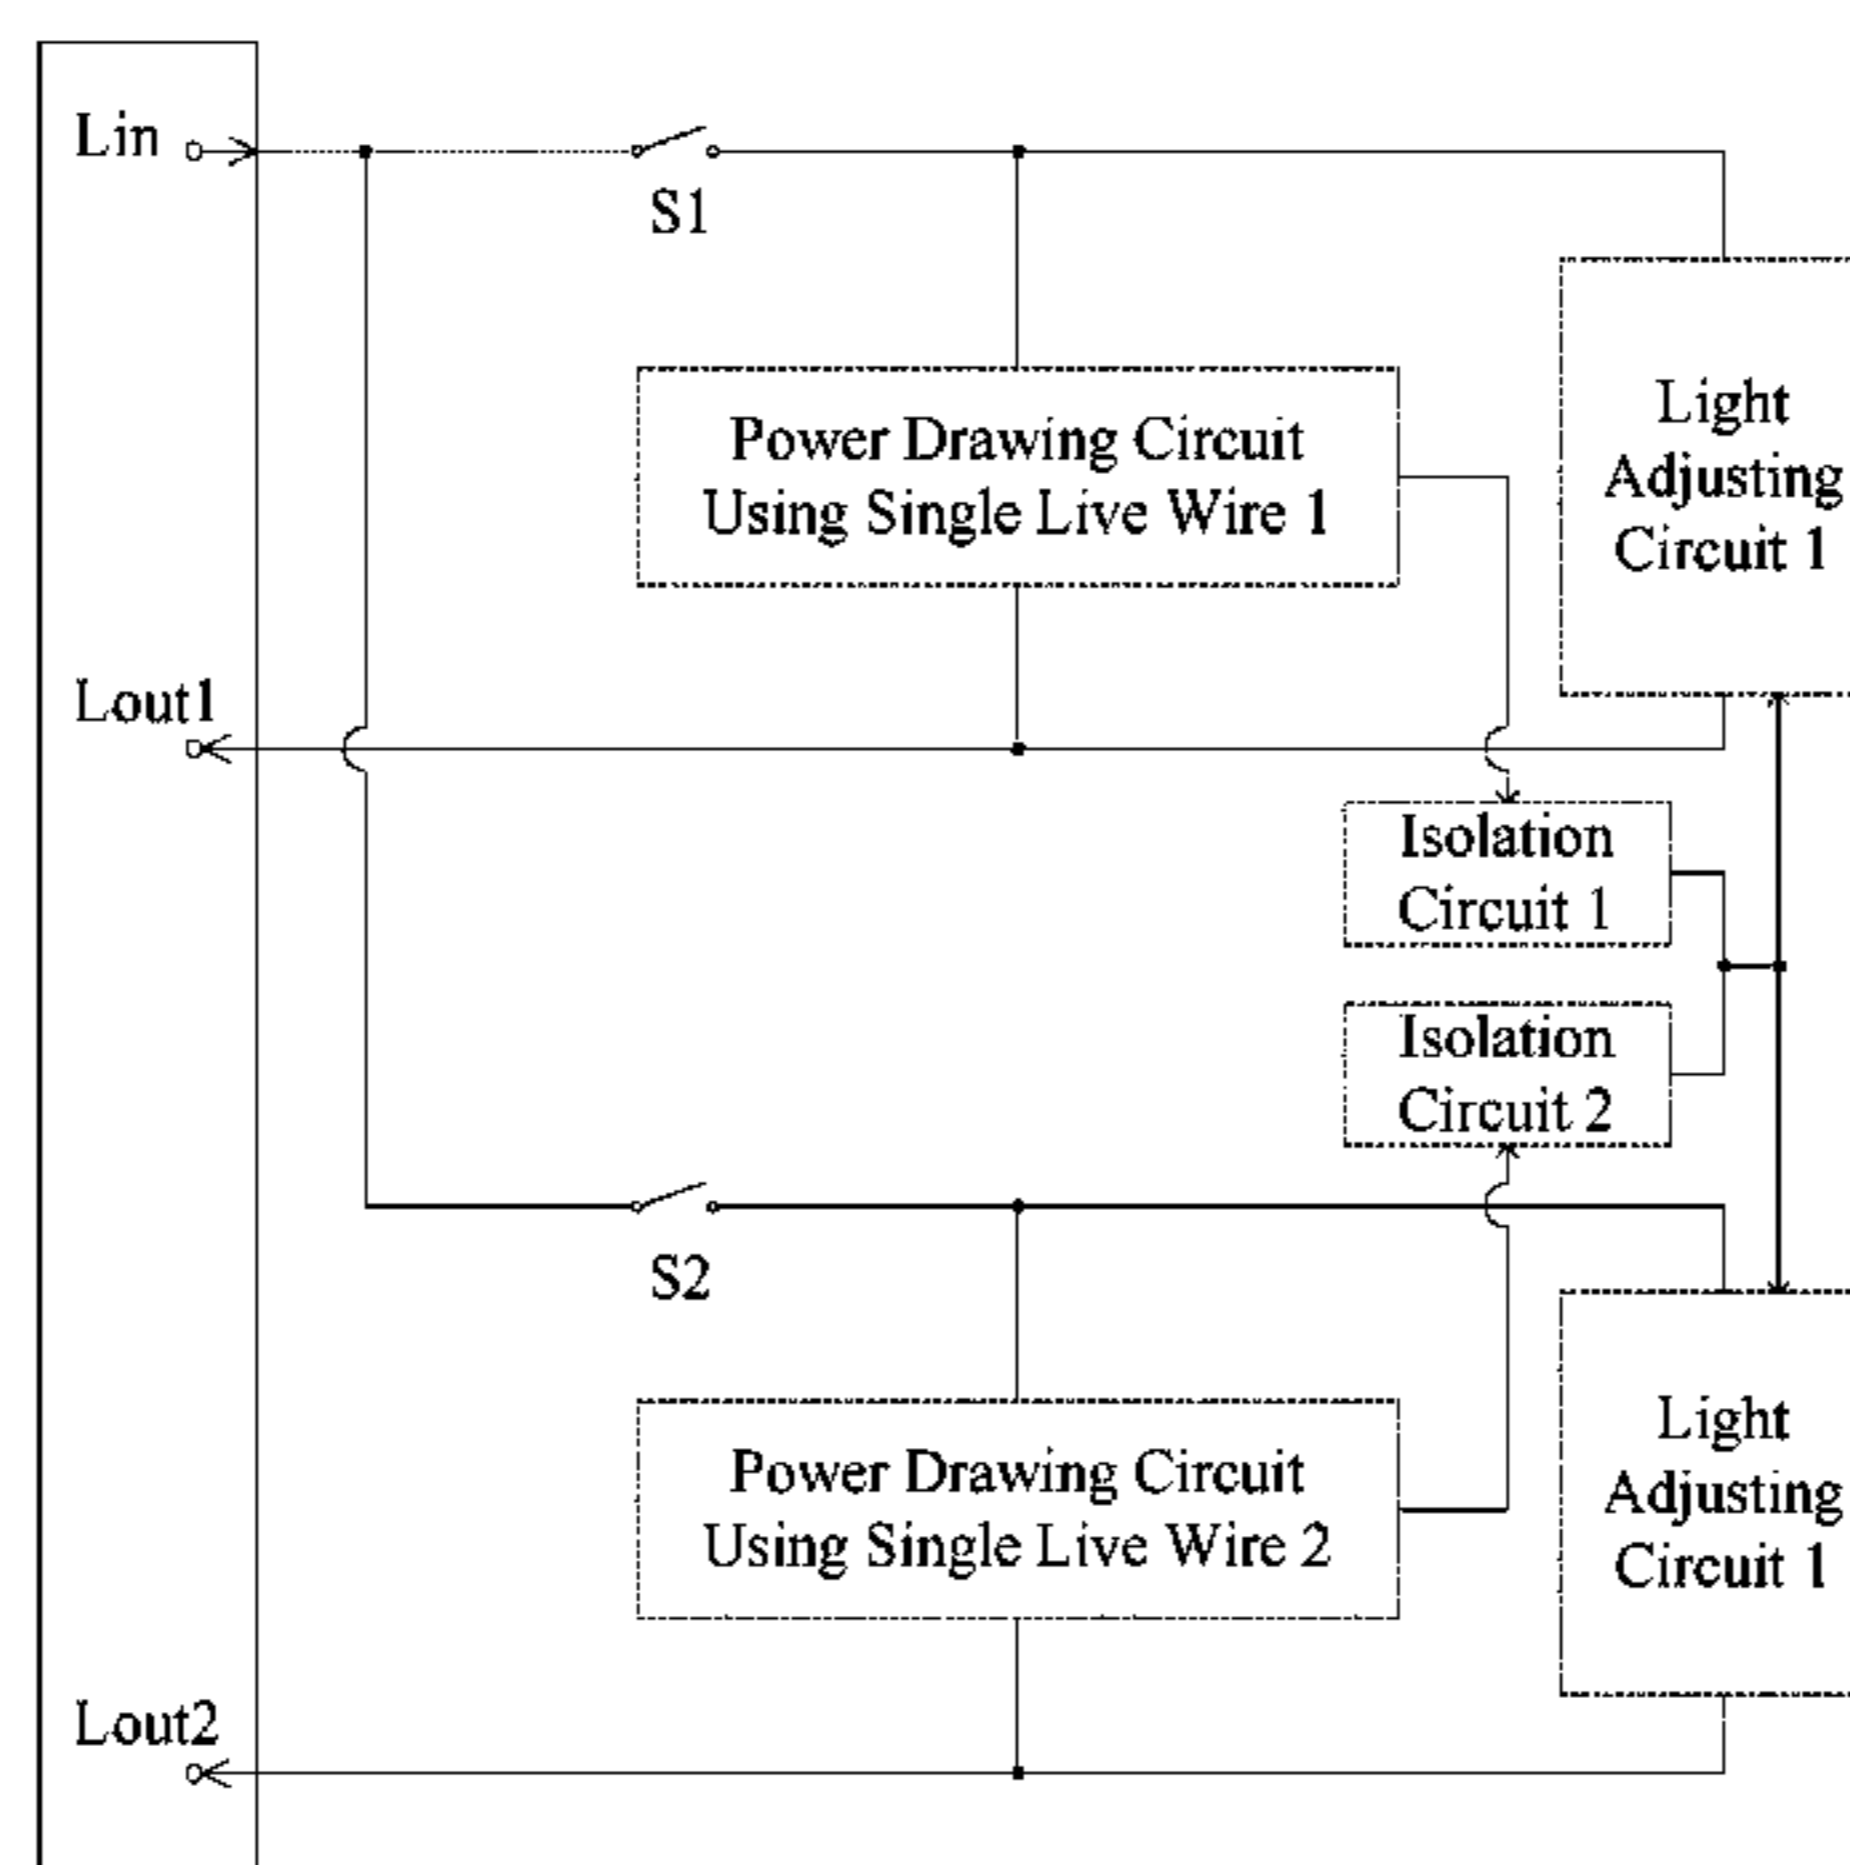 Lin
S1
Power Drawing Circuit
Using Single Live Wire 1
Light
Adjusting
Circuit 1
Lout1
Isolation
Circuit 1
Isolation
Circuit 2
S2
Power Drawing Circuit
Using Single Live Wire 2
Light
Adjusting
Circuit 1
Lout2